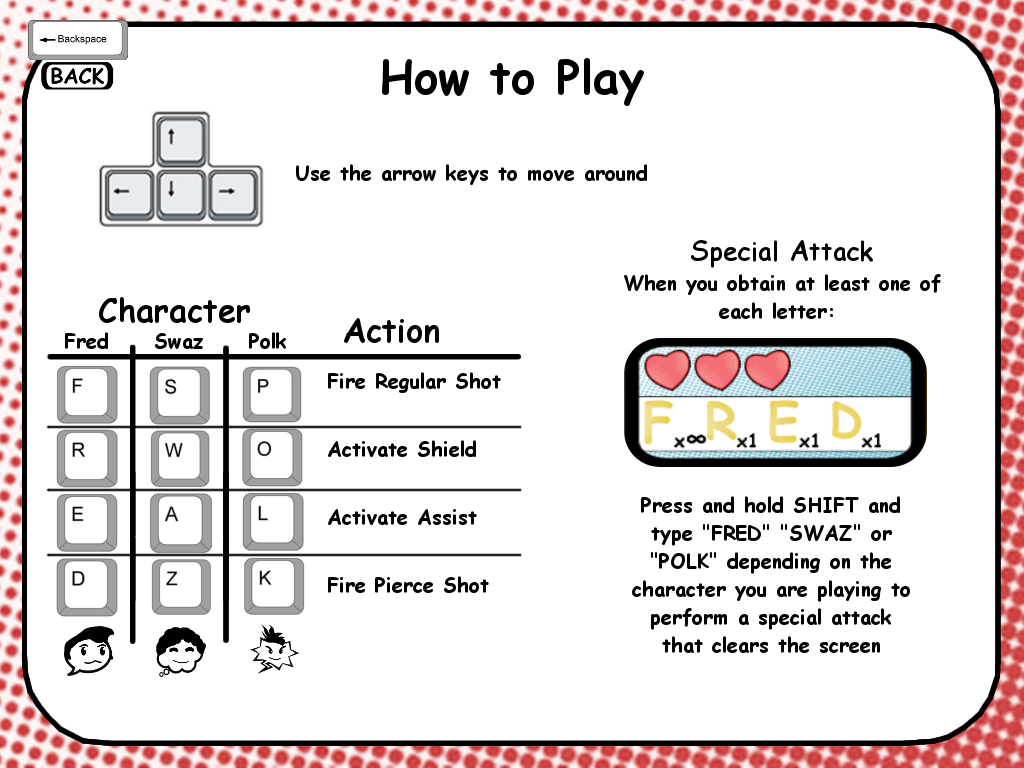 ← Backspace
BACK
How to Play
↑
← ↓ →
Use the arrow keys to move around
Special Attack
When you obtain at least one of
each letter:
F x∞ R x1 E x1 D x1
Press and hold SHIFT and
type "FRED" "SWAZ" or
"POLK" depending on the
character you are playing to
perform a special attack
that clears the screen
Character
Action
Fred Swaz Polk
F S P Fire Regular Shot
R W O Activate Shield
E A L Activate Assist
D Z K Fire Pierce Shot